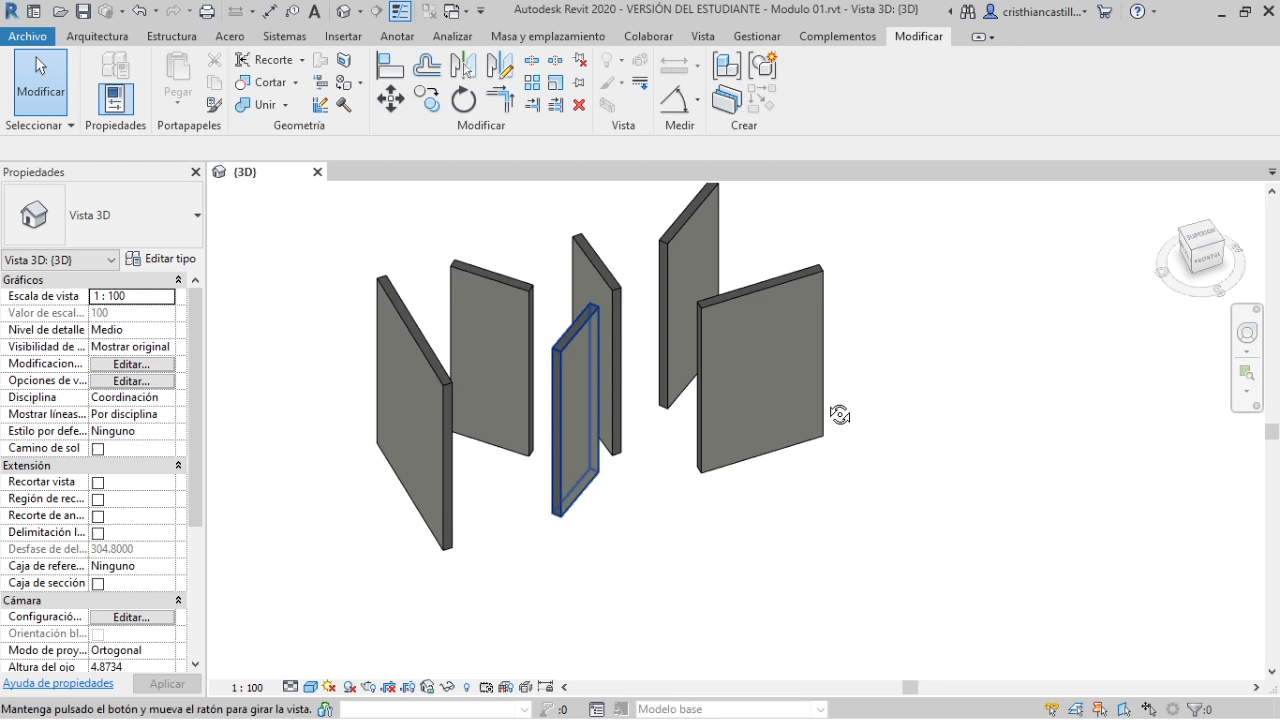 Autodesk Revit 2020 - VERSIÓN DEL ESTUDIANTE - Modulo 01.rvt - Vista 3D: {3D}
cristhiancastill...
Archivo Arquitectura Estructura Acero Sistemas Insertar Anotar Analizar Masa y emplazamiento Colaborar Vista Gestionar Complementos Modificar
Modificar
Pegar
Recorte
Cortar
Unir
Seleccionar Propiedades Portapapeles Geometría Modificar Vista Medir Crear
Propiedades
{3D}
Vista 3D
Vista 3D: {3D} Editar tipo
Gráficos
Escala de vista 1 : 100
Valor de escal... 100
Nivel de detalle Medio
Visibilidad de ... Mostrar original
Modificacion... Editar...
Opciones de v... Editar...
Disciplina Coordinación
Mostrar líneas... Por disciplina
Estilo por defe... Ninguno
Camino de sol
Extensión
Recortar vista
Región de rec...
Recorte de an...
Delimitación l...
Desfase de del... 304.8000
Caja de refere... Ninguno
Caja de sección
Cámara
Configuració... Editar...
Orientación bl...
Modo de proy... Ortogonal
Altura del ojo 4.8734
Ayuda de propiedades Aplicar
SUPERIOR
FRONTAL
1 : 100
Mantenga pulsado el botón y mueva el ratón para girar la vista.
:0
Modelo base
:0